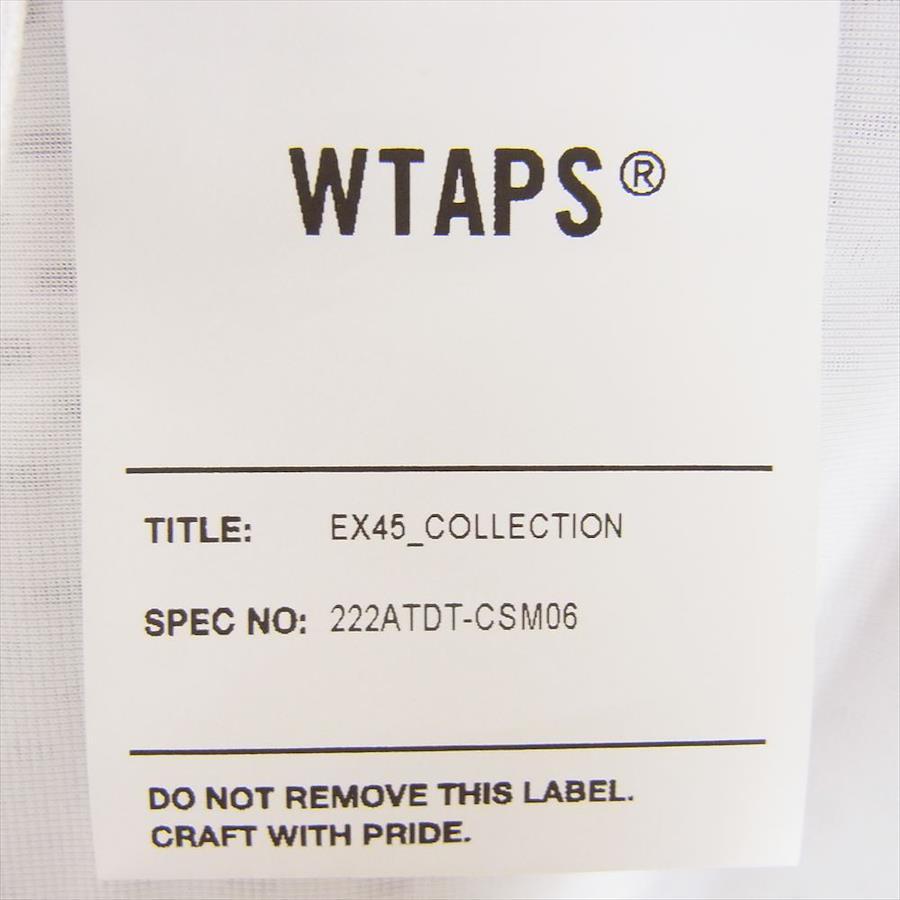 WTAPS®
TITLE: EX45_COLLECTION
SPEC NO: 222ATDT-CSM06
DO NOT REMOVE THIS LABEL.
CRAFT WITH PRIDE.